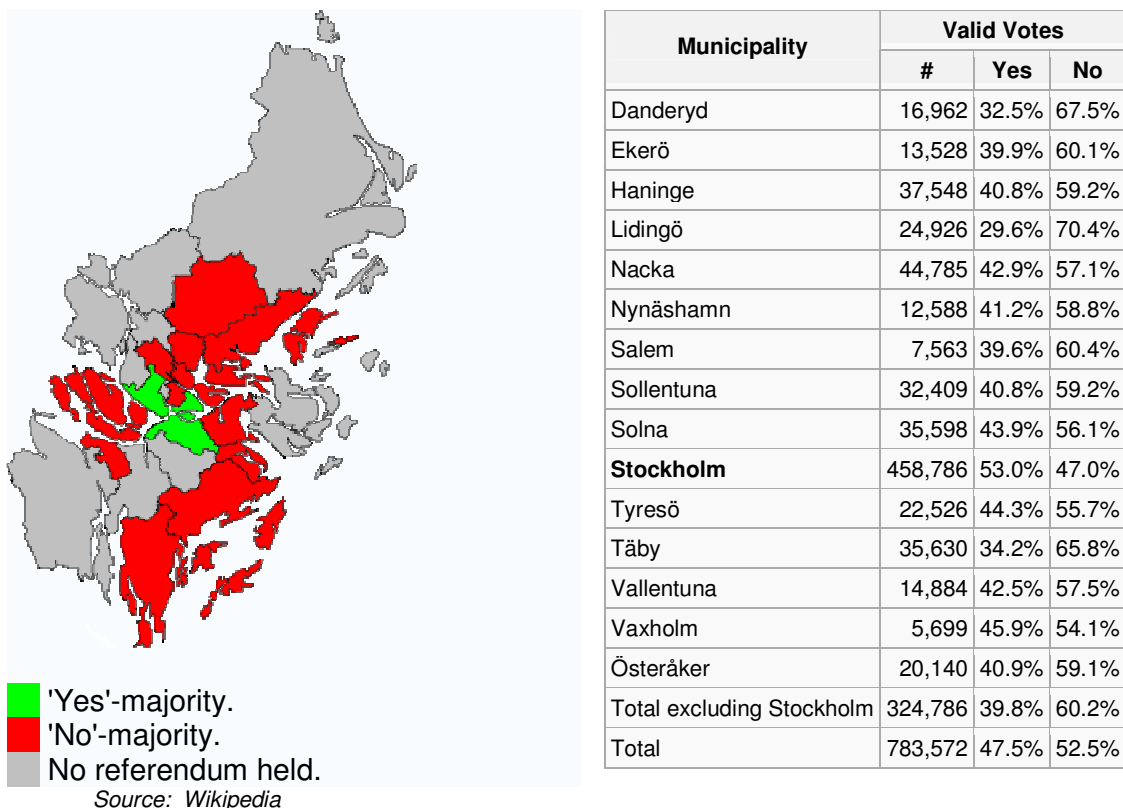 Municipality Valid Votes
# Yes No
Danderyd 16,962 32.5% 67.5%
Ekerö 13,528 39.9% 60.1%
Haninge 37,548 40.8% 59.2%
Lidingö 24,926 29.6% 70.4%
Nacka 44,785 42.9% 57.1%
Nynäshamn 12,588 41.2% 58.8%
Salem 7,563 39.6% 60.4%
Sollentuna 32,409 40.8% 59.2%
Solna 35,598 43.9% 56.1%
Stockholm 458,786 53.0% 47.0%
Tyresö 22,526 44.3% 55.7%
Täby 35,630 34.2% 65.8%
Vallentuna 14,884 42.5% 57.5%
Vaxholm 5,699 45.9% 54.1%
Österåker 20,140 40.9% 59.1%
Total excluding Stockholm 324,786 39.8% 60.2%
Total 783,572 47.5% 52.5%
'Yes'-majority.
'No'-majority.
No referendum held.
Source: Wikipedia